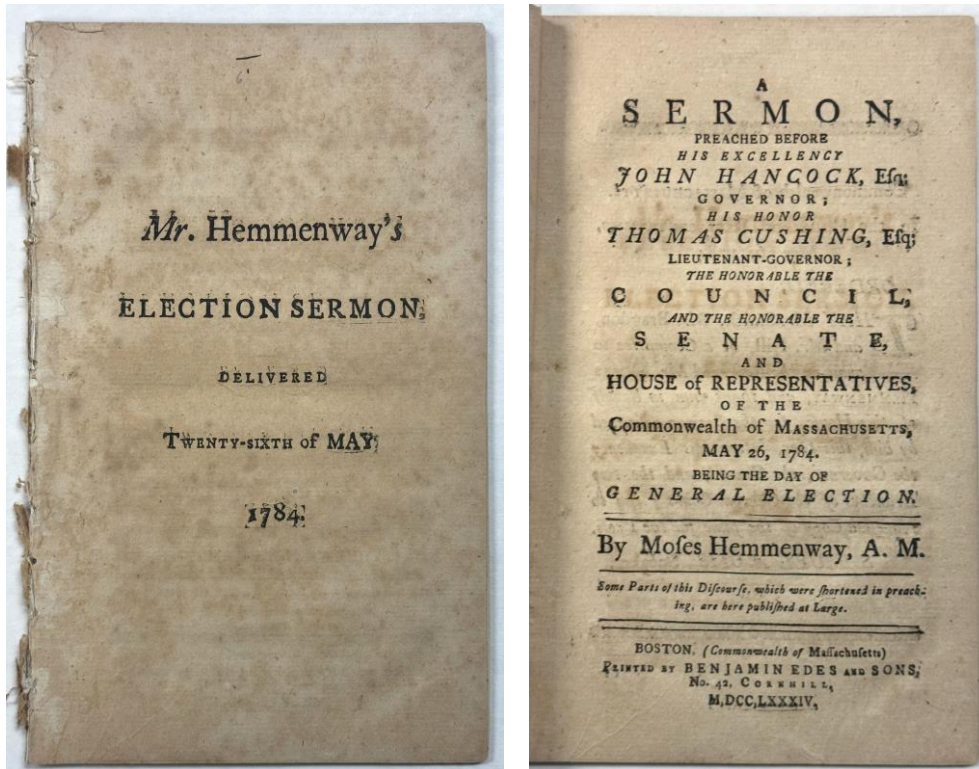 Mr. Hemmenway's
ELECTION SERMON,
DELIVERED
TWENTY-SIXTH of MAY,
1784.
A
SERMON,
PREACHED BEFORE
HIS EXCELLENCY
JOHN HANCOCK, Eſq;
GOVERNOR;
HIS HONOR
THOMAS CUSHING, Eſq;
LIEUTENANT-GOVERNOR;
THE HONORABLE THE
COUNCIL,
AND THE HONORABLE THE
SENATE,
AND
HOUSE of REPRESENTATIVES,
OF THE
Commonwealth of MASSACHUSETTS,
MAY 26, 1784.
BEING THE DAY OF
GENERAL ELECTION.
By Moſes Hemmenway, A. M.
Some Parts of this Diſcourſe, which were ſhortened in preach-
ing, are here publiſhed at Large.
BOSTON, (Commonwealth of Maſſachuſetts)
PRINTED BY BENJAMIN EDES AND SONS,
No. 42, CORNHILL,
M,DCC,LXXXIV,